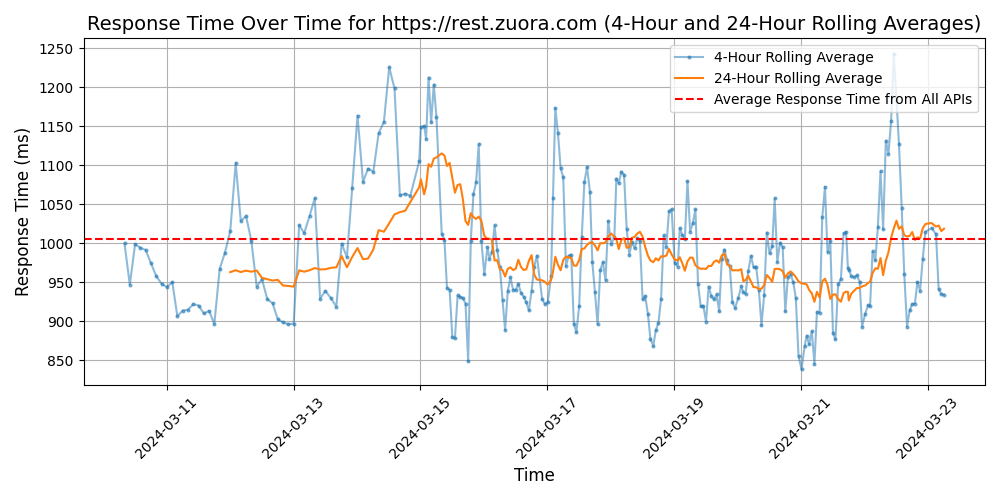 Response Time Over Time for https://rest.zuora.com (4-Hour and 24-Hour Rolling Averages)
4-Hour Rolling Average
24-Hour Rolling Average
Average Response Time from All APIs
Response Time (ms)
1250
1200
1150
1100
1050
1000
950
900
850
2024-03-11
2024-03-13
2024-03-15
2024-03-17
2024-03-19
2024-03-21
2024-03-23
Time